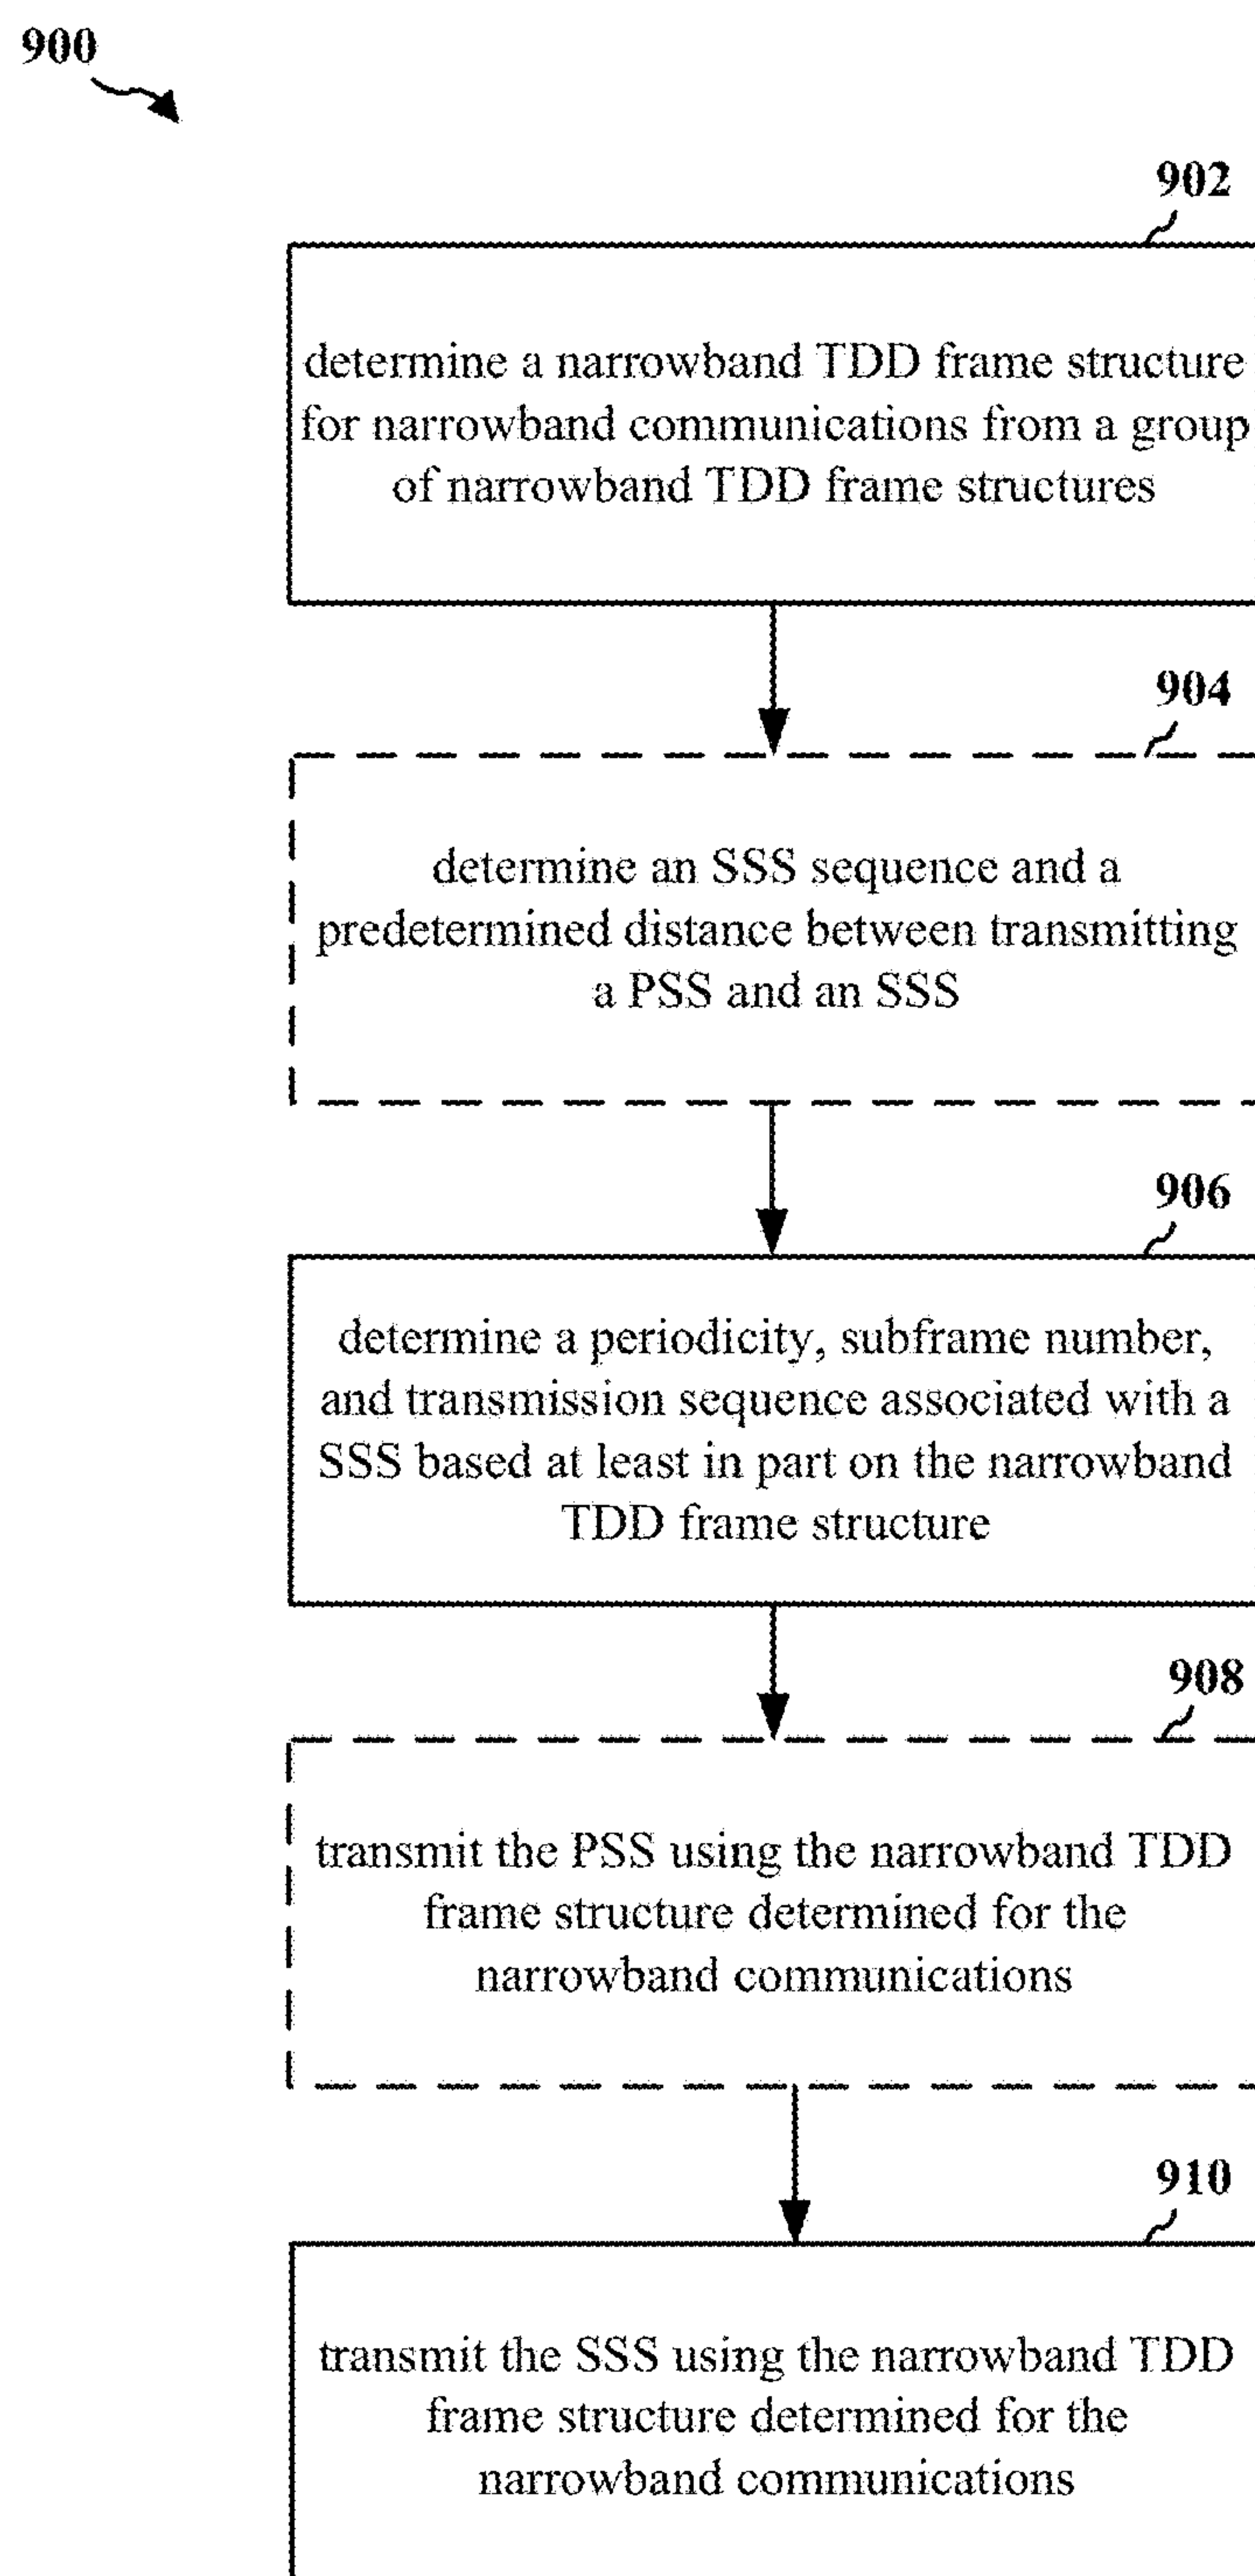 900
902
determine a narrowband TDD frame structure
for narrowband communications from a group
of narrowband TDD frame structures
904
determine an SSS sequence and a
predetermined distance between transmitting
a PSS and an SSS
906
determine a periodicity, subframe number,
and transmission sequence associated with a
SSS based at least in part on the narrowband
TDD frame structure
908
transmit the PSS using the narrowband TDD
frame structure determined for the
narrowband communications
910
transmit the SSS using the narrowband TDD
frame structure determined for the
narrowband communications